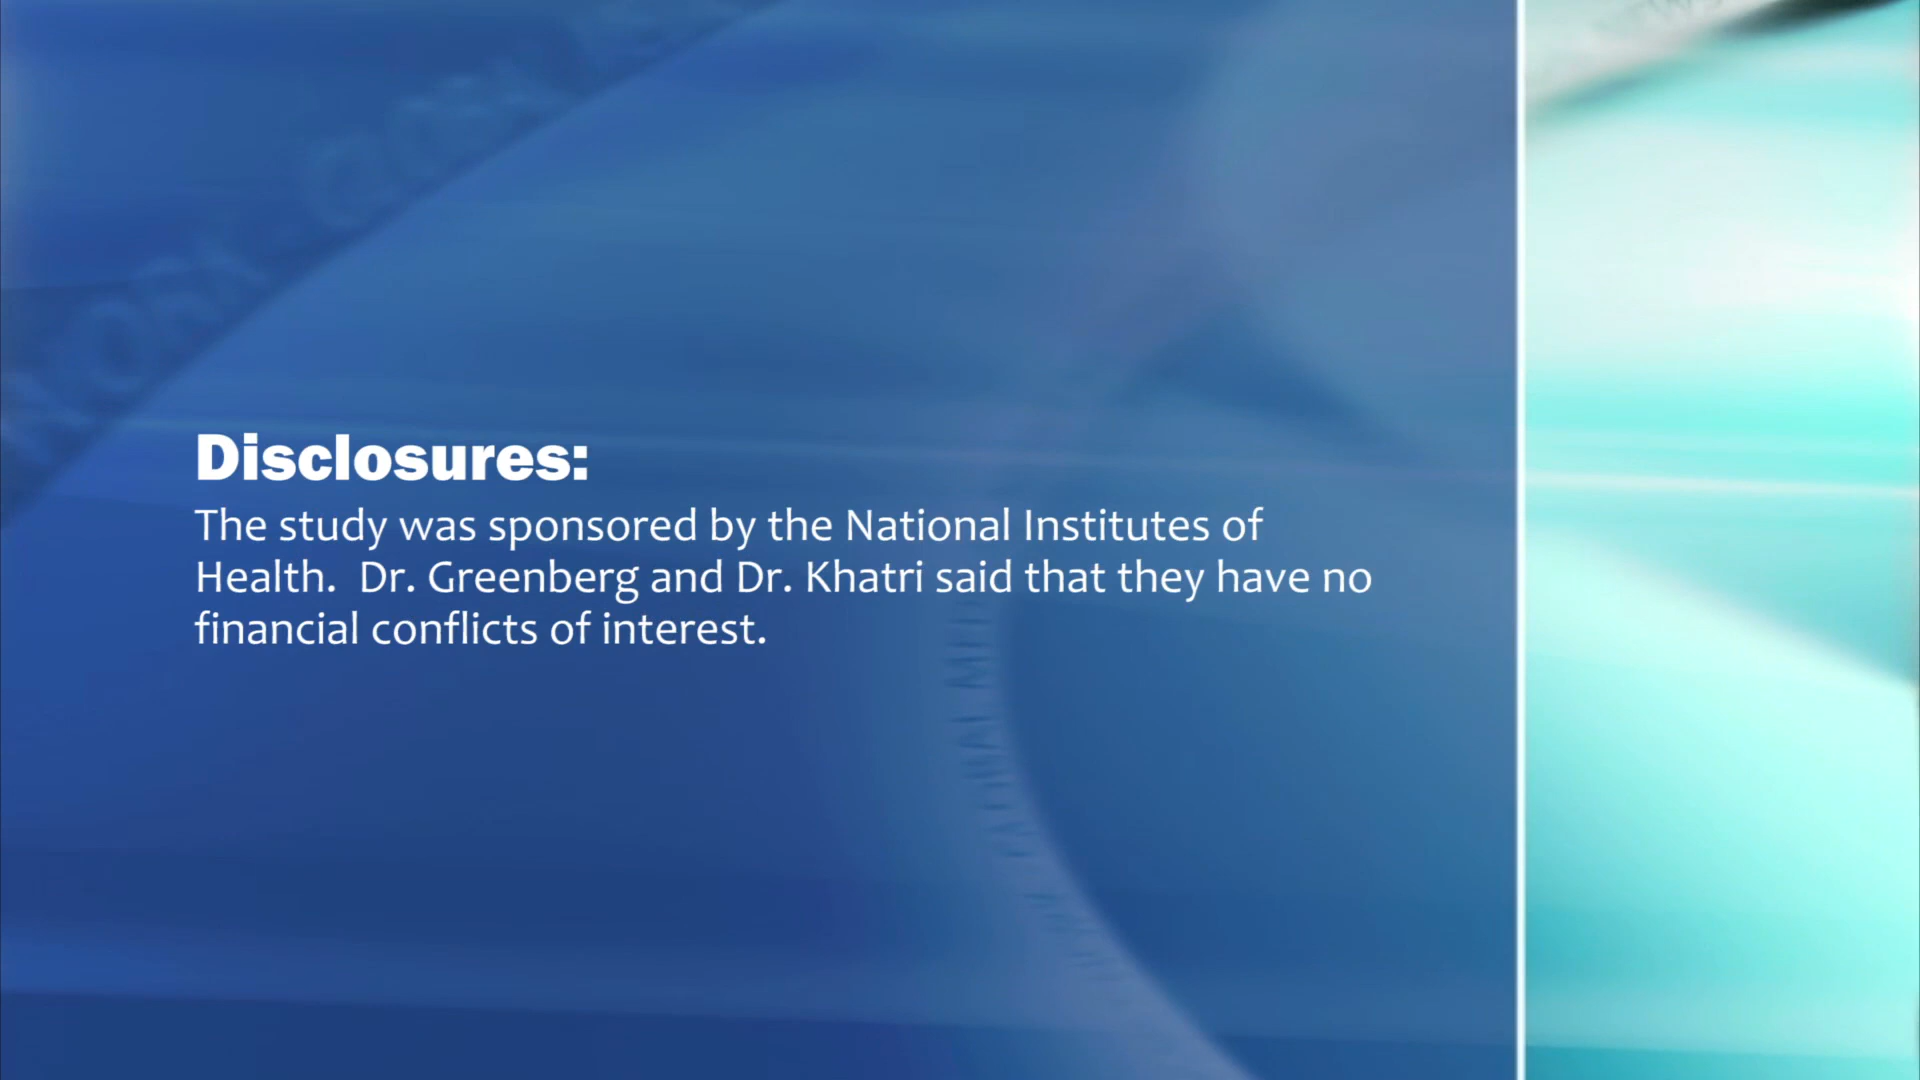 Disclosures:
The study was sponsored by the National Institutes of
Health.  Dr. Greenberg and Dr. Khatri said that they have no
financial conflicts of interest.